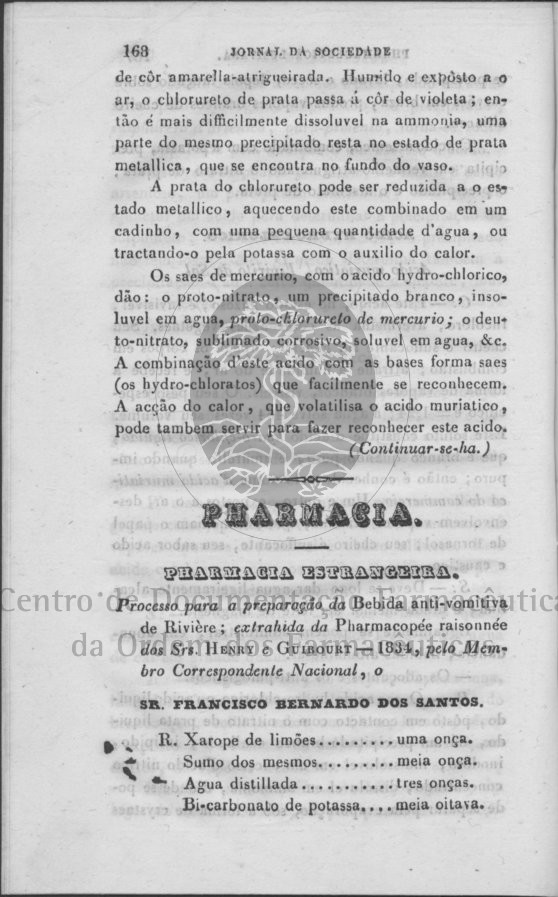 168 JORNAL DA SOCIEDADE
de côr amarella-atrigueirada. Humido e expôsto a o
ar, o chlorureto de prata passa á côr de violeta; en-
tão é mais difficilmente dissoluvel na ammonia, uma
parte do mesmo precipitado resta no estado de prata
metallica, que se encontra no fundo do vaso.
A prata do chlorureto pode ser reduzida a o es-
tado metallico, aquecendo este combinado em um
cadinho, com uma pequena quantidade d'agua, ou
tractando-o pela potassa com o auxilio do calor.
Os saes de mercurio, com o acido hydro-chlorico,
dão: o proto-nitrato, um precipitado branco, inso-
luvel em agua, proto-chlorureto de mercurio; o deu-
to-nitrato, sublimado corrosivo, soluvel em agua, &c.
A combinação d'este acido com as bases forma saes
(os hydro-chloratos) que facilmente se reconhecem.
A acção do calor, que volatilisa o acido muriatico,
pode tambem servir para fazer reconhecer este acido.
(Continuar-se-ha.)
PHARMACIA.
PHARMACIA ESTRANGEIRA.
Centro de Documentação Farmacêutica
Processo para a preparação da Bebida anti-vomitiva
de Rivière; extrahida da Pharmacopée raisonnée
da Ordem dos Farmacêuticos
dos Srs. HENRY e GUIBOURT — 1834, pelo Mem-
bro Correspondente Nacional, o
SR. FRANCISCO BERNARDO DOS SANTOS.
R. Xarope de limões.........uma onça.
Sumo dos mesmos.........meia onça.
Agua distillada...........tres onças.
Bi-carbonato de potassa....meia oitava.